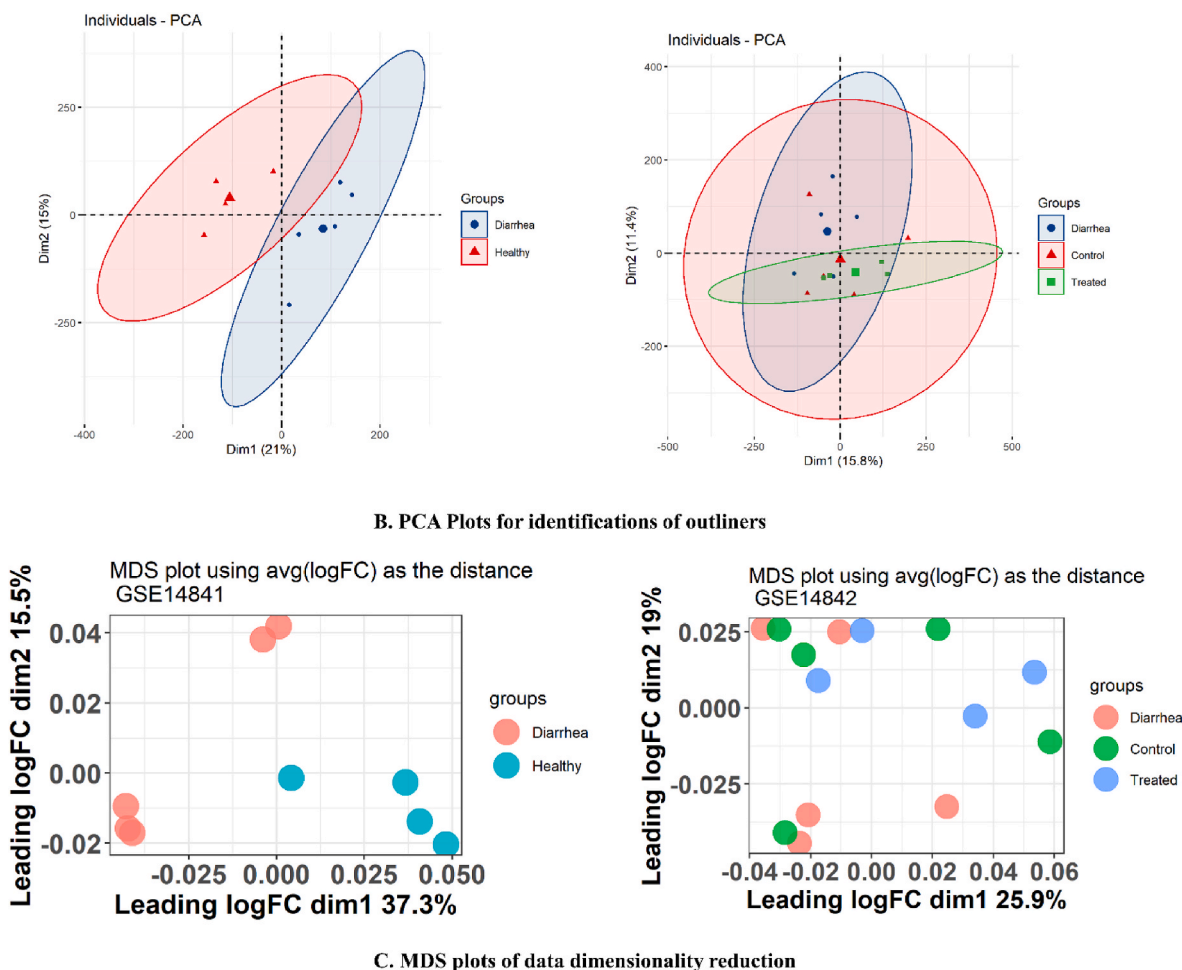 Individuals - PCA
250
0
-250
Dim2 (15%)
-400
-200
0
200
Dim1 (21%)
Groups
Diarrhea
Healthy
Individuals - PCA
400
200
0
-200
Dim2 (11.4%)
-500
-250
0
250
500
Dim1 (15.8%)
Groups
Diarrhea
Control
Treated
B. PCA Plots for identifications of outliners
MDS plot using avg(logFC) as the distance
GSE14841
0.04
0.02
0.00
-0.02
Leading logFC dim2 15.5%
-0.025
0.000
0.025
0.050
Leading logFC dim1 37.3%
groups
Diarrhea
Healthy
MDS plot using avg(logFC) as the distance
GSE14842
0.025
0.000
-0.025
Leading logFC dim2 19%
-0.04
-0.02
0.00
0.02
0.04
0.06
Leading logFC dim1 25.9%
groups
Diarrhea
Control
Treated
C. MDS plots of data dimensionality reduction